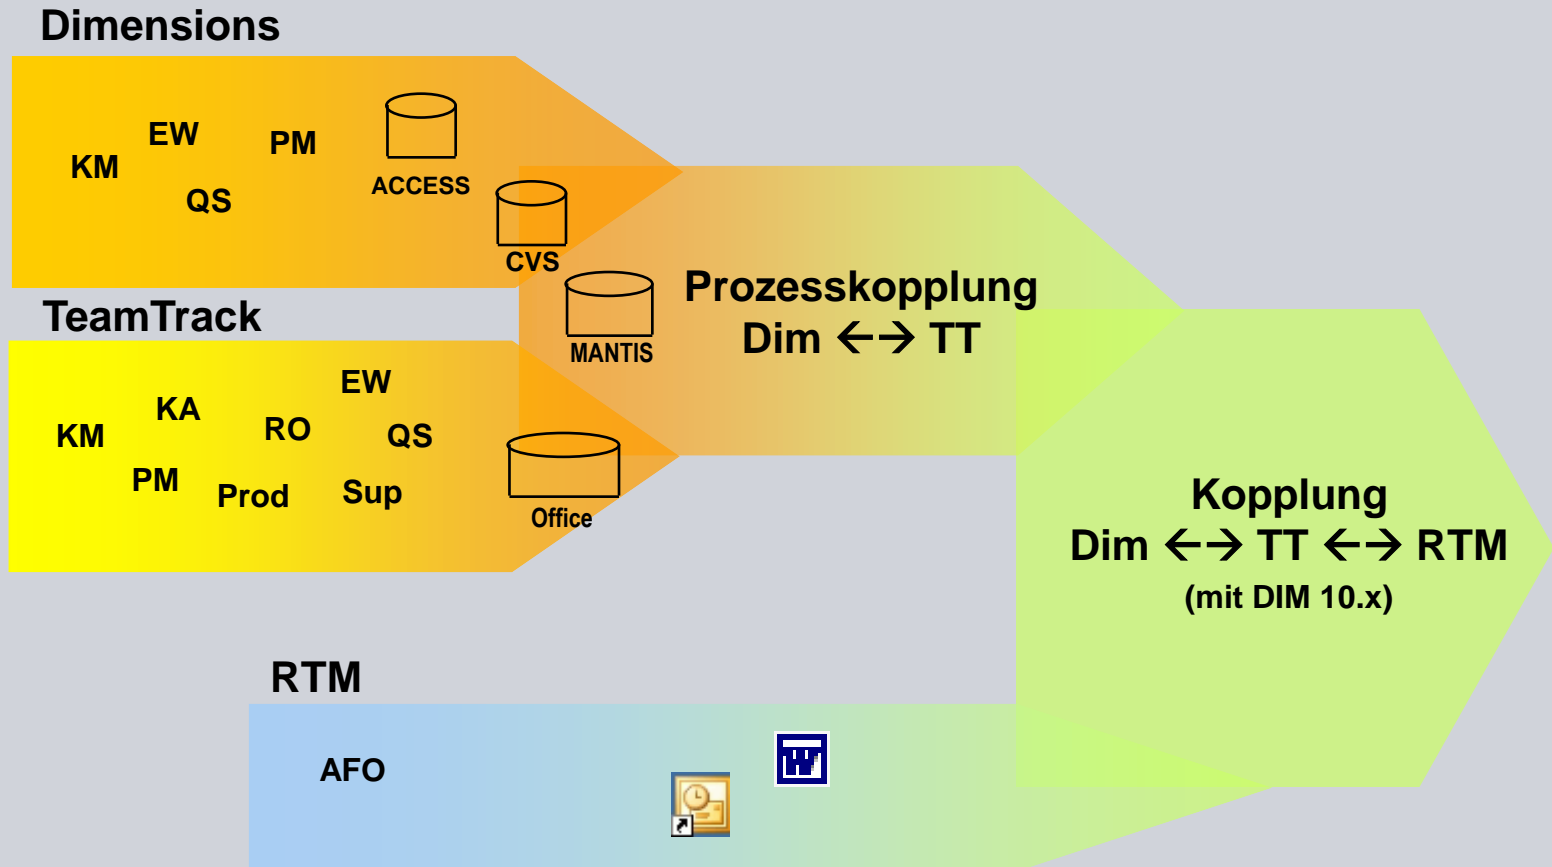 Dimensions
EW
PM
KM
QS
ACCESS
CVS
TeamTrack
MANTIS
Prozesskopplung
Dim ←→ TT
EW
KA
KM
RO
QS
PM
Prod
Sup
Office
Kopplung
Dim ←→ TT ←→ RTM
(mit DIM 10.x)
RTM
AFO
W